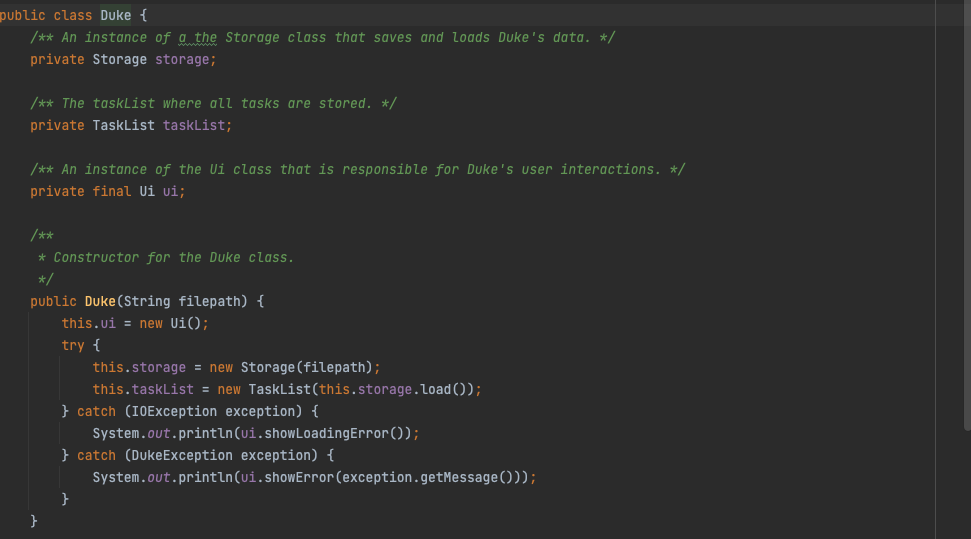 public class Duke {
/** An instance of a the Storage class that saves and loads Duke's data. */
private Storage storage;
/** The taskList where all tasks are stored. */
private TaskList taskList;
/** An instance of the Ui class that is responsible for Duke's user interactions. */
private final Ui ui;
/**
* Constructor for the Duke class.
*/
public Duke(String filepath) {
this.ui = new Ui();
try {
this.storage = new Storage(filepath);
this.taskList = new TaskList(this.storage.load());
} catch (IOException exception) {
System.out.println(ui.showLoadingError());
} catch (DukeException exception) {
System.out.println(ui.showError(exception.getMessage()));
}
}